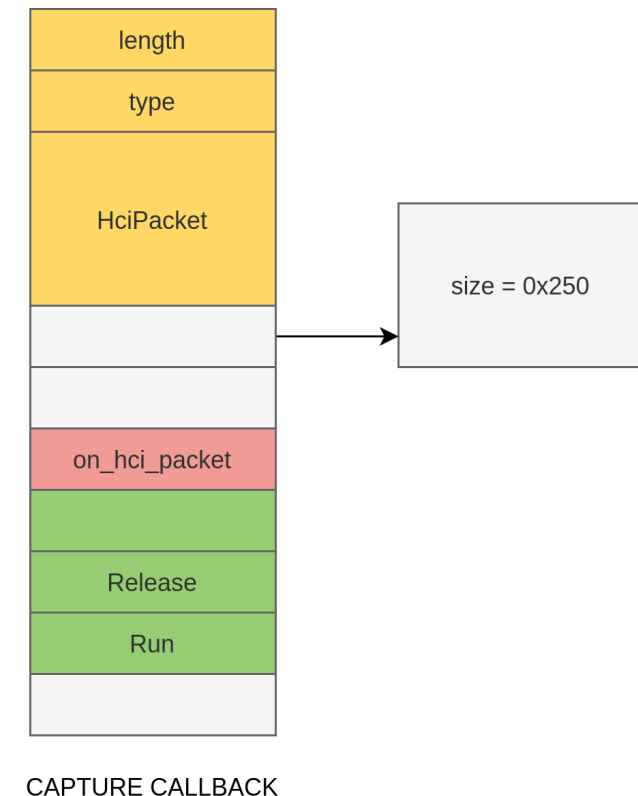 length
type
HciPacket
size = 0x250
on_hci_packet
Release
Run
CAPTURE CALLBACK